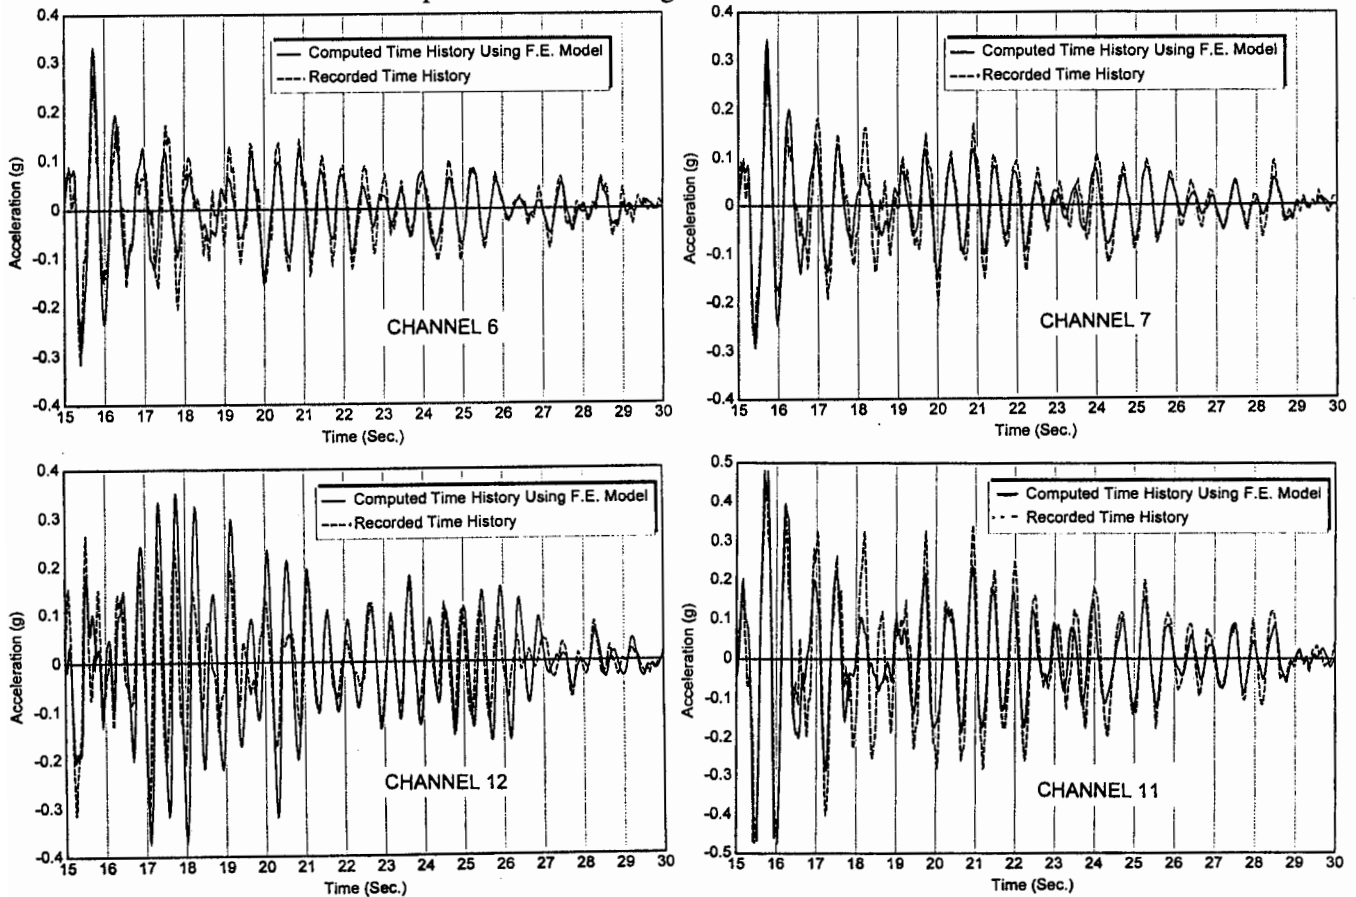 0.4
0.3
0.2
0.1
0
-0.1
-0.2
-0.3
-0.4
Acceleration (g)
Computed Time History Using F.E. Model
Recorded Time History
CHANNEL 6
15 16 17 18 19 20 21 22 23 24 25 26 27 28 29 30
Time (Sec.)
0.4
0.3
0.2
0.1
0
-0.1
-0.2
-0.3
-0.4
Acceleration (g)
Computed Time History Using F.E. Model
Recorded Time History
CHANNEL 7
15 16 17 18 19 20 21 22 23 24 25 26 27 28 29 30
Time (Sec.)
0.4
0.3
0.2
0.1
0
-0.1
-0.2
-0.3
-0.4
Acceleration (g)
Computed Time History Using F.E. Model
Recorded Time History
CHANNEL 12
15 16 17 18 19 20 21 22 23 24 25 26 27 28 29 30
Time (Sec.)
0.5
0.4
0.3
0.2
0.1
0
-0.1
-0.2
-0.3
-0.4
-0.5
Acceleration (g)
Computed Time History Using F.E. Model
Recorded Time History
CHANNEL 11
15 16 17 18 19 20 21 22 23 24 25 26 27 28 29 30
Time (Sec.)